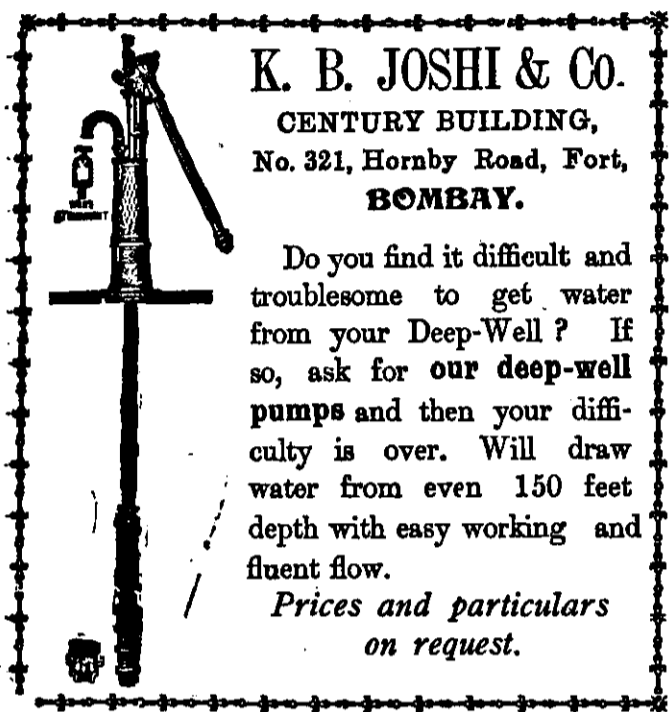 K. B. JOSHI & Co.
CENTURY BUILDING,
No. 321, Hornby Road, Fort,
BOMBAY.
Do you find it difficult and
troublesome to get water
from your Deep-Well ? If
so, ask for our deep-well
pumps and then your diffi-
culty is over. Will draw
water from even 150 feet
depth with easy working and
fluent flow.
Prices and particulars
on request.